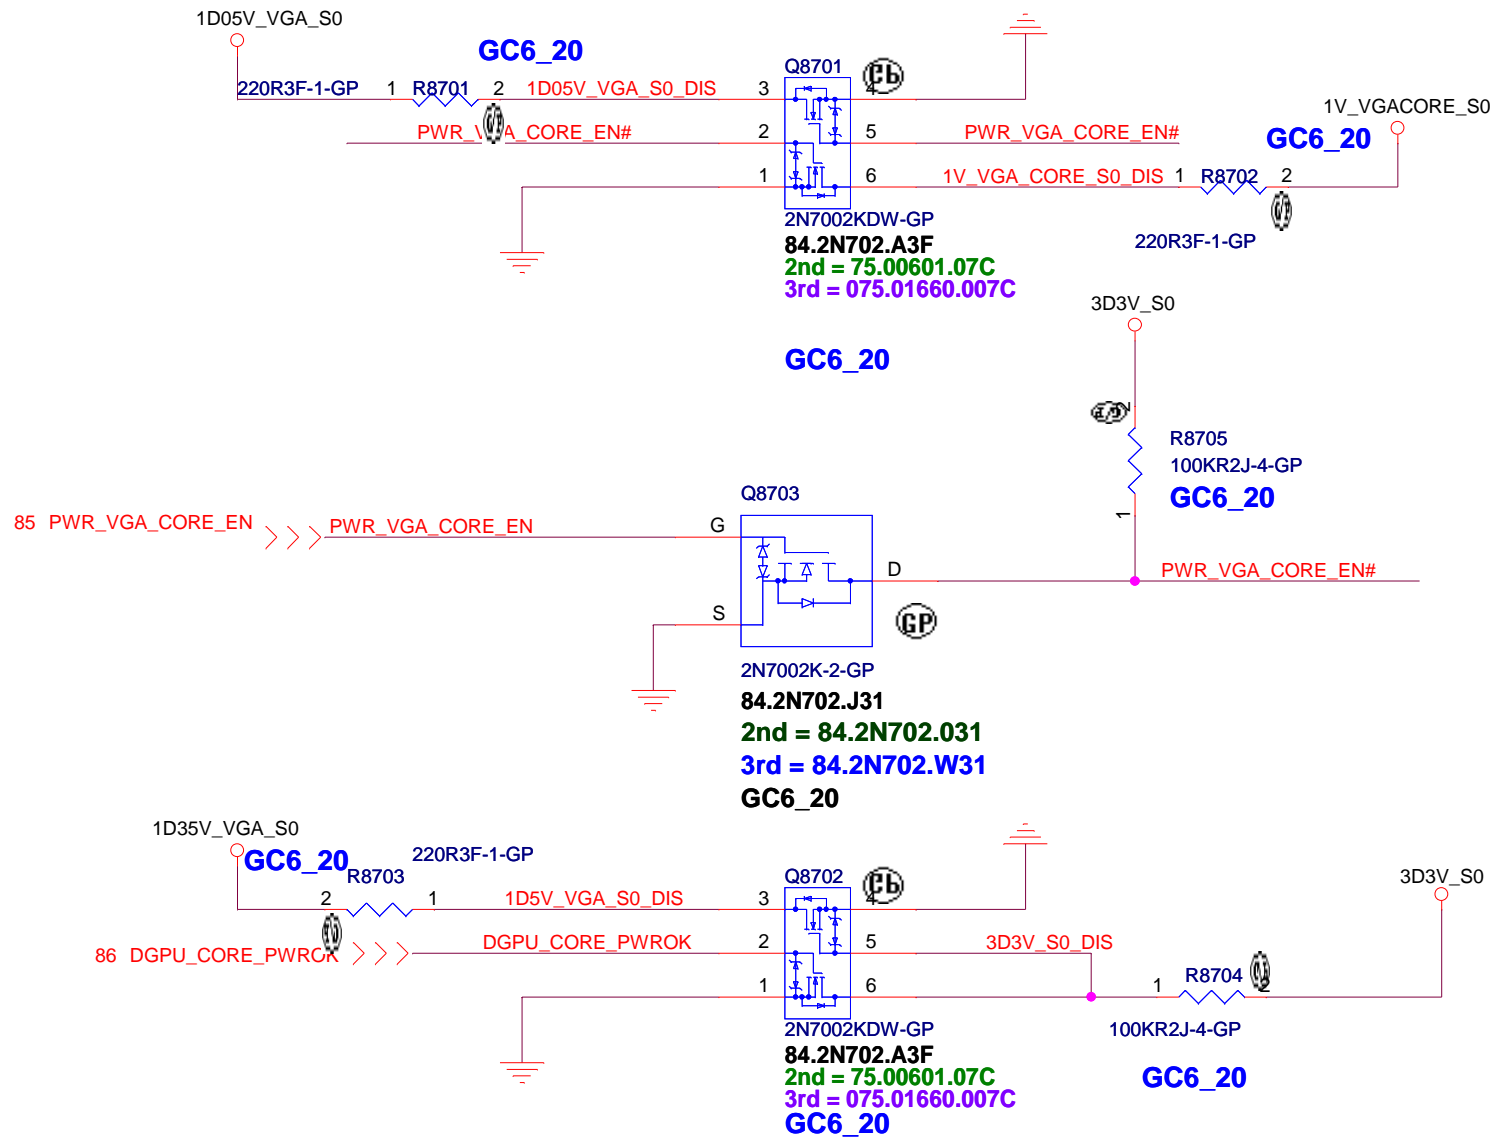 1D05V_VGA_S0
GC6_20
220R3F-1-GP 1 R8701 2 1D05V_VGA_S0_DIS 3 Q8701 4
PWR_VGA_CORE_EN# 2 5 PWR_VGA_CORE_EN#
1 6 1V_VGA_CORE_S0_DIS 1 R8702 2
1V_VGACORE_S0
GC6_20
220R3F-1-GP
2N7002KDW-GP
84.2N702.A3F
2nd = 75.00601.07C
3rd = 075.01660.007C
GC6_20
3D3V_S0
2
R8705
100KR2J-4-GP
GC6_20
1
Q8703
85 PWR_VGA_CORE_EN PWR_VGA_CORE_EN G
D PWR_VGA_CORE_EN#
S
GP
2N7002K-2-GP
84.2N702.J31
2nd = 84.2N702.031
3rd = 84.2N702.W31
GC6_20
1D35V_VGA_S0
GC6_20
220R3F-1-GP
R8703
2 1 1D5V_VGA_S0_DIS 3 Q8702 4
86 DGPU_CORE_PWROK DGPU_CORE_PWROK 2 5 3D3V_S0_DIS
1 6 1 R8704 2
3D3V_S0
100KR2J-4-GP
GC6_20
2N7002KDW-GP
84.2N702.A3F
2nd = 75.00601.07C
3rd = 075.01660.007C
GC6_20